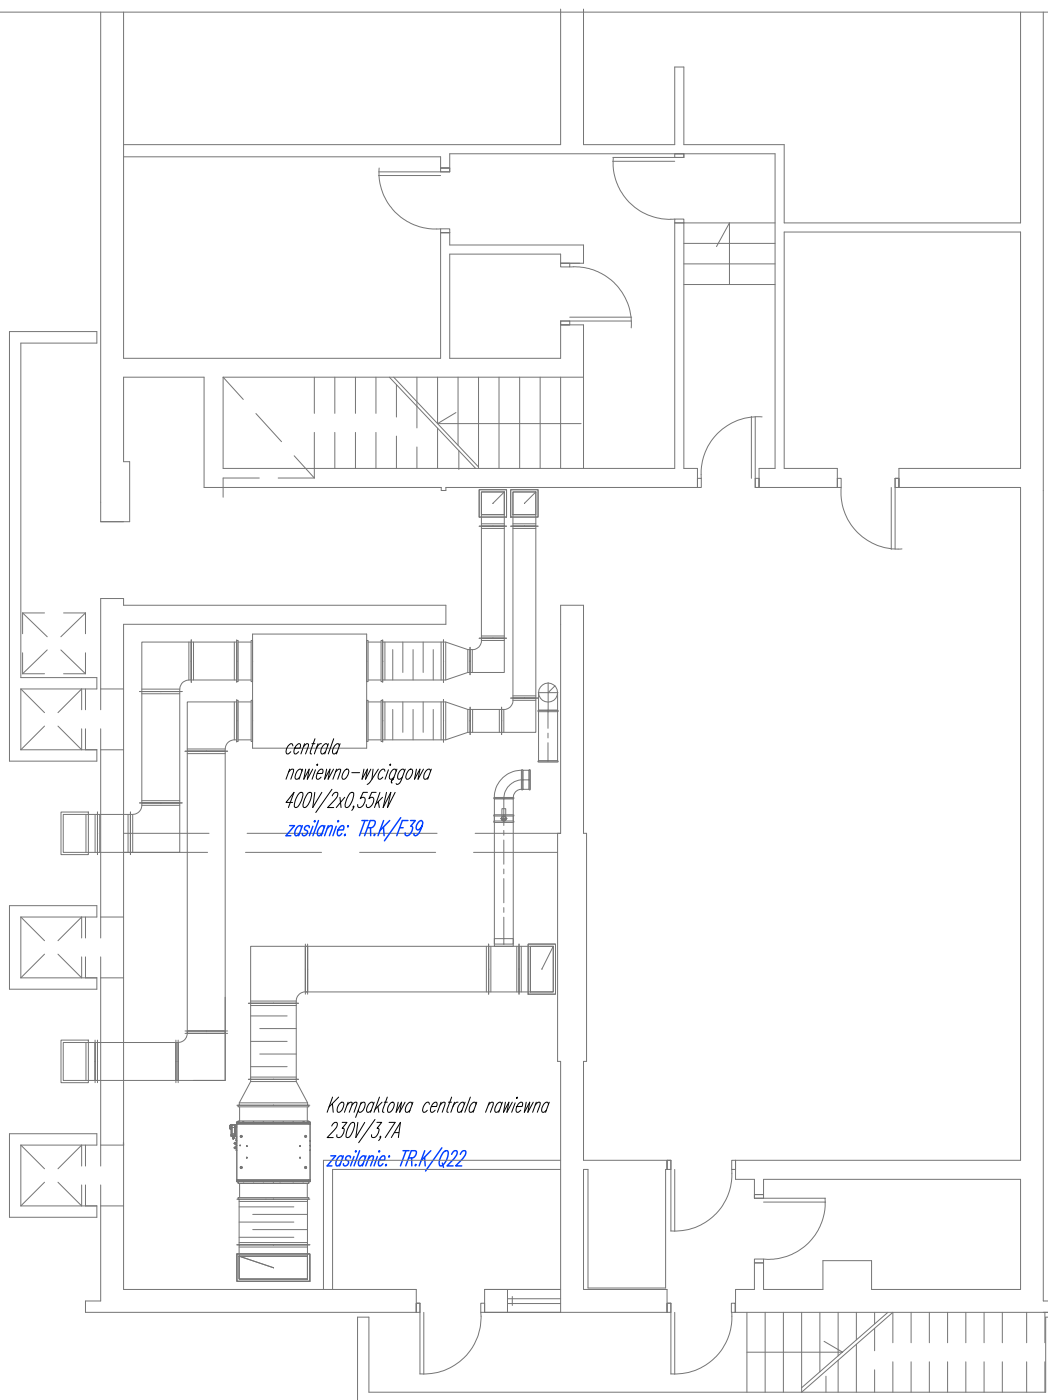 centrala
nawiewno-wyciągowa
400V/2x0,55kW
zasilanie: TR.K/F39
Kompaktowa centrala nawiewna
230V/3,7A
zasilanie: TR.K/Q22